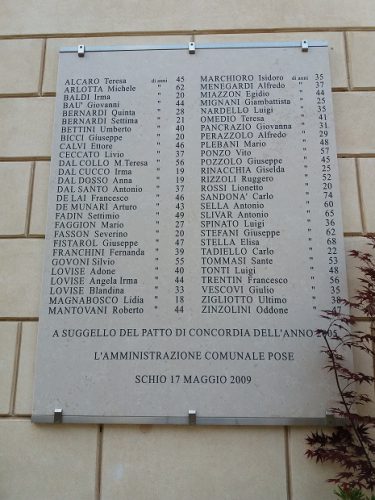 ALCARO Teresa di anni 45
ARLOTTA Michele " 62
BALDI Irma " 20
BAU' Giovanni " 44
BERNARDI Quinta " 28
BERNARDI Settima " 21
BETTINI Umberto " 40
BICCI Giuseppe " 20
CALVI Ettore " 46
CECCATO Livio " 37
DAL COLLO M.Teresa " 56
DAL CUCCO Irma " 19
DAL DOSSO Anna " 19
DAL SANTO Antonio " 37
DE LAI Francesco " 46
DE MUNARI Arturo " 43
FADIN Settimio " 49
FAGGION Mario " 27
FASSON Severino " 20
FISTAROL Giuseppe " 47
FRANCHINI Fernanda " 39
GOVONI Silvio " 55
LOVISE Adone " 40
LOVISE Angela Irma " 44
LOVISE Blandina " 33
MAGNABOSCO Lidia " 18
MANTOVANI Roberto " 44
MARCHIORO Isidoro di anni 35
MENEGARDI Alfredo " 37
MIAZZON Egidio " 44
MIGNANI Giambattista " 25
NARDELLO Luigi " 35
OMEDIO Teresa " 41
PANCRAZIO Giovanna " 31
PERAZZOLO Alfredo " 29
PLEBANI Mario " 48
PONZO Vito " 57
POZZOLO Giuseppe " 45
RINACCHIA Giselda " 25
RIZZOLI Ruggero " 52
ROSSI Lionetto " 20
SANDONA' Carlo " 74
SELLA Antonio " 60
SLIVAR Antonio " 65
SPINATO Luigi " 36
STEFANI Giuseppe " 62
STELLA Elisa " 68
TADIELLO Carlo " 22
TOMMASI Sante " 53
TONTI Luigi " 48
TRENTIN Francesco " 56
VESCOVI Giulio " 35
ZIGLIOTTO Ultimo " 38
ZINZOLINI Oddone "
A SUGGELLO DEL PATTO DI CONCORDIA DELL'ANNO 2005
L'AMMINISTRAZIONE COMUNALE POSE
SCHIO 17 MAGGIO 2009